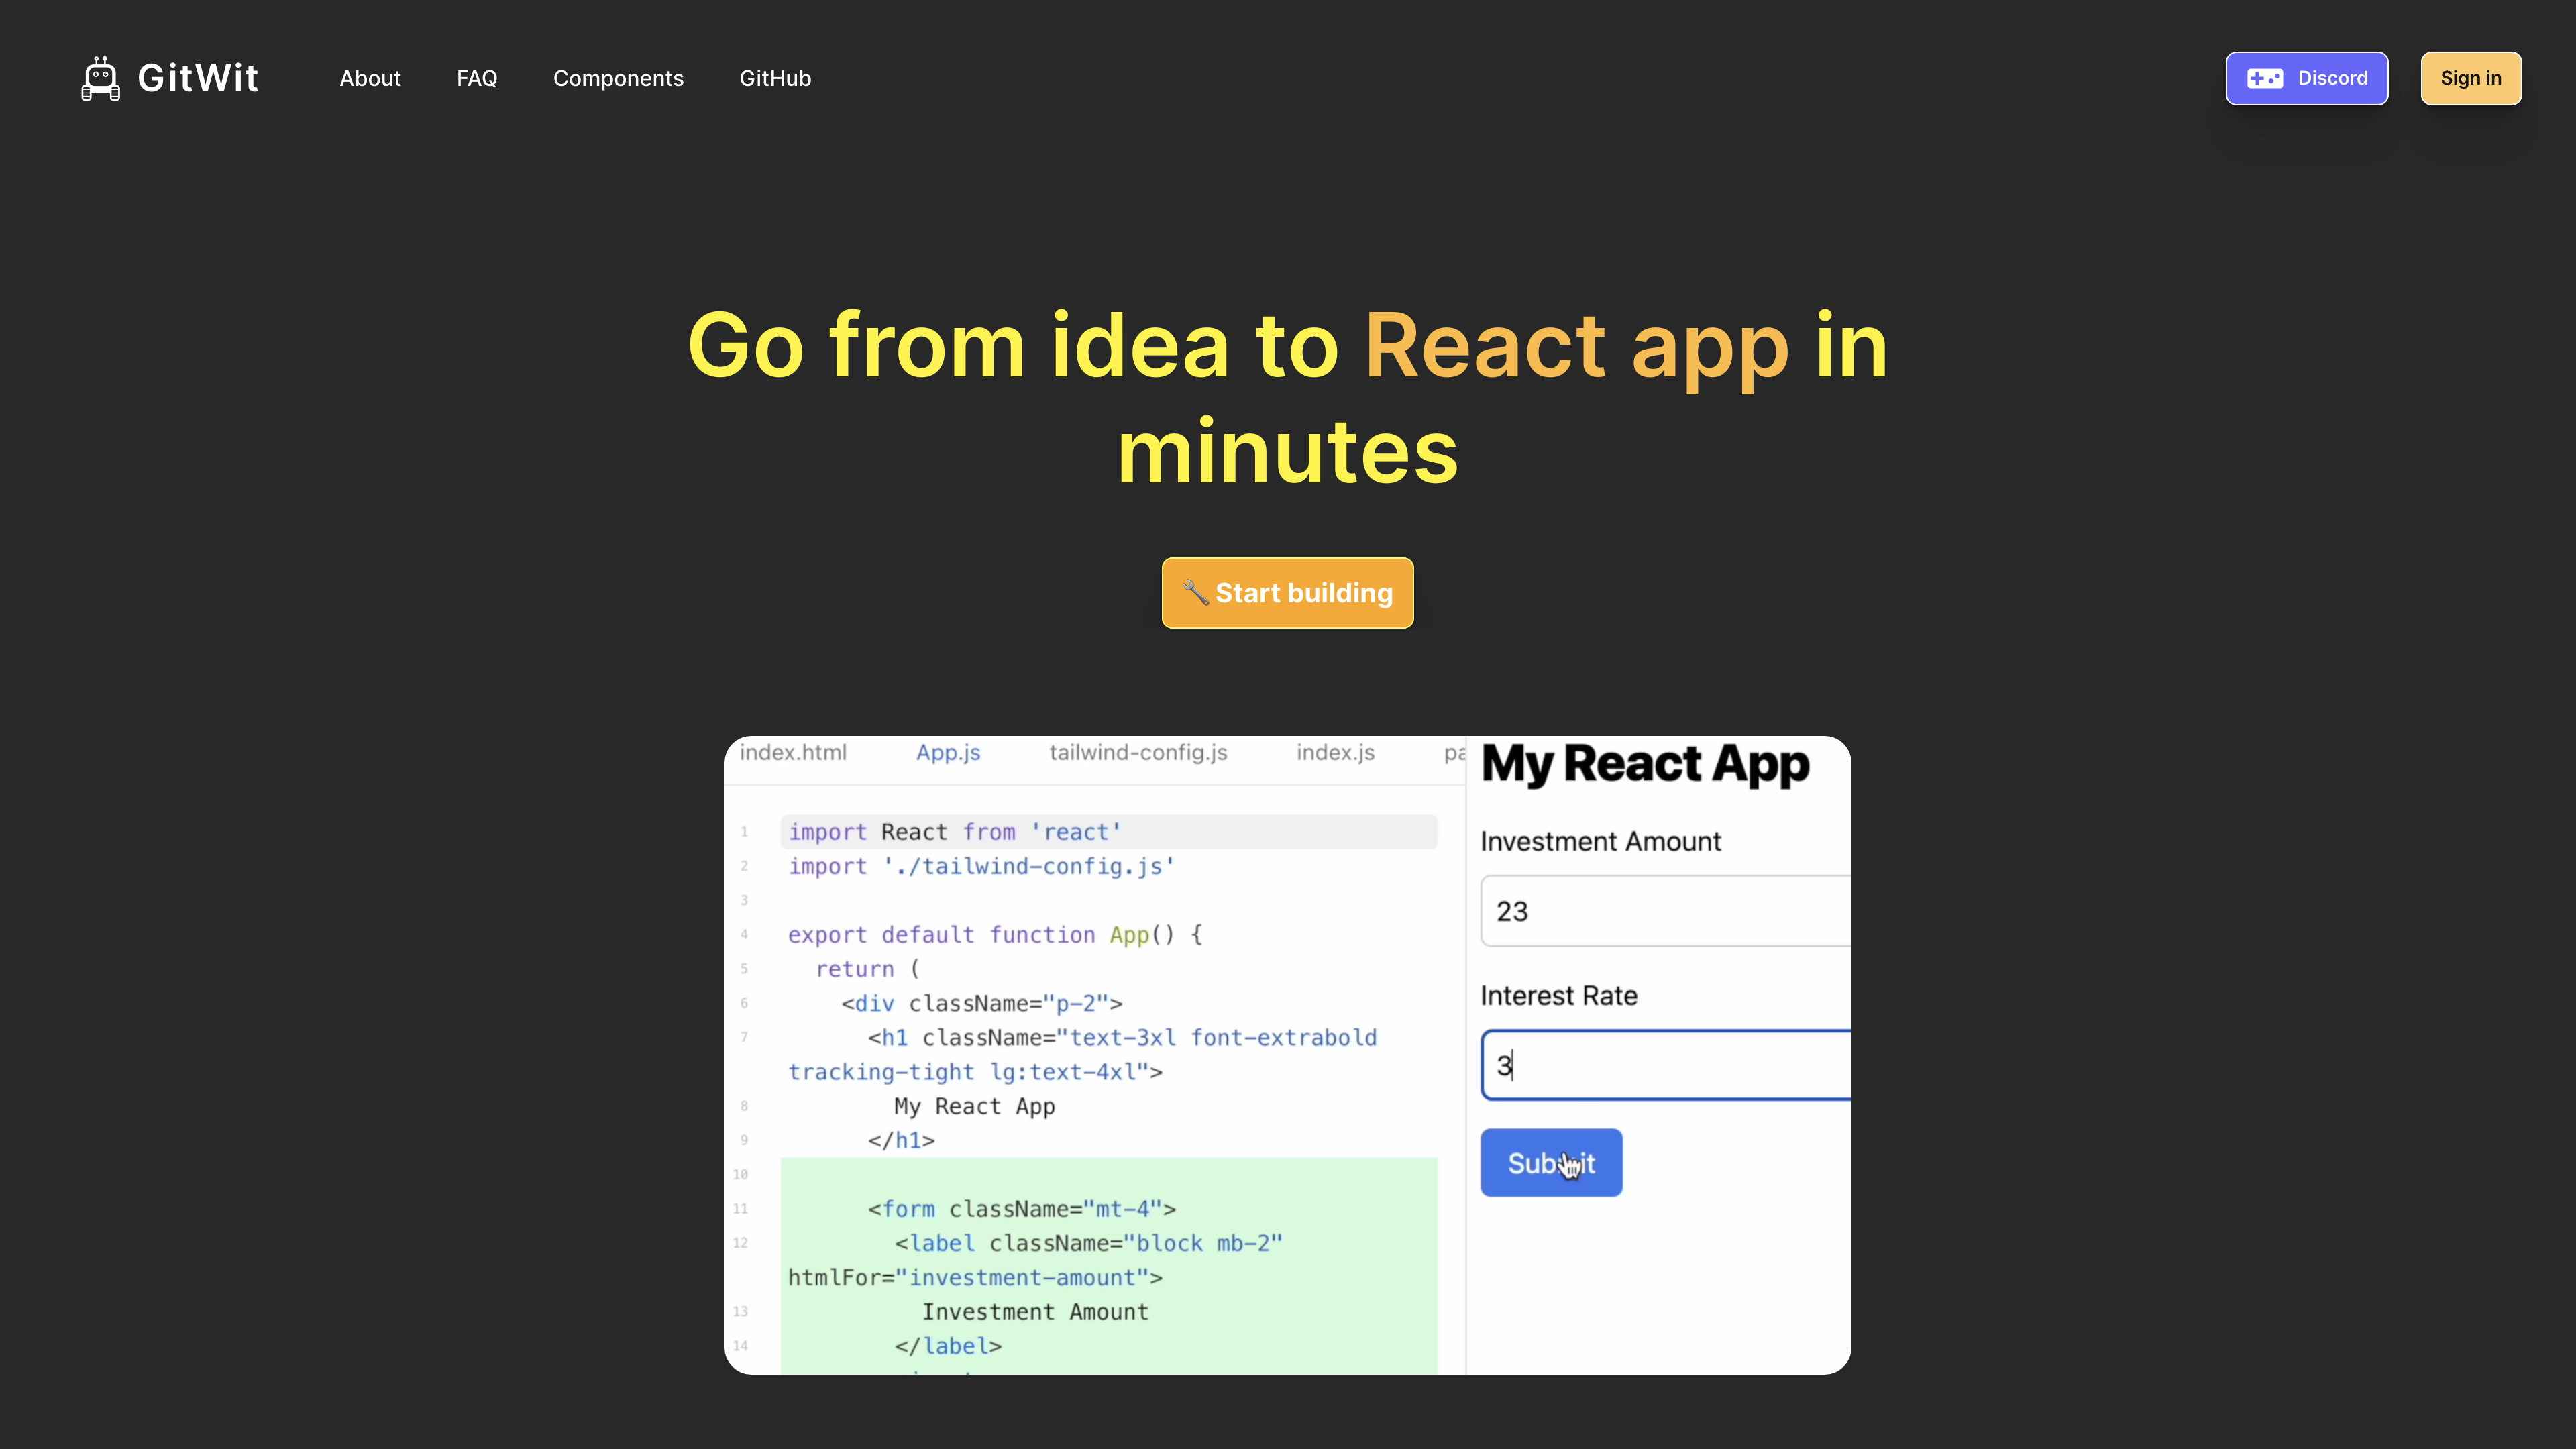 GitWit
About
FAQ
Components
GitHub
Discord
Sign in
Go from idea to React app in
minutes
🔧 Start building
index.html
App.js
tailwind-config.js
index.js
1 import React from 'react'
2 import './tailwind-config.js'
3
4 export default function App() {
5 return (
6 <div className="p-2">
7 <h1 className="text-3xl font-extrabold
tracking-tight lg:text-4xl">
8 My React App
9 </h1>
10
11 <form className="mt-4">
12 <label className="block mb-2"
htmlFor="investment-amount">
13 Investment Amount
14 </label>
My React App
Investment Amount
23
Interest Rate
3
Submit